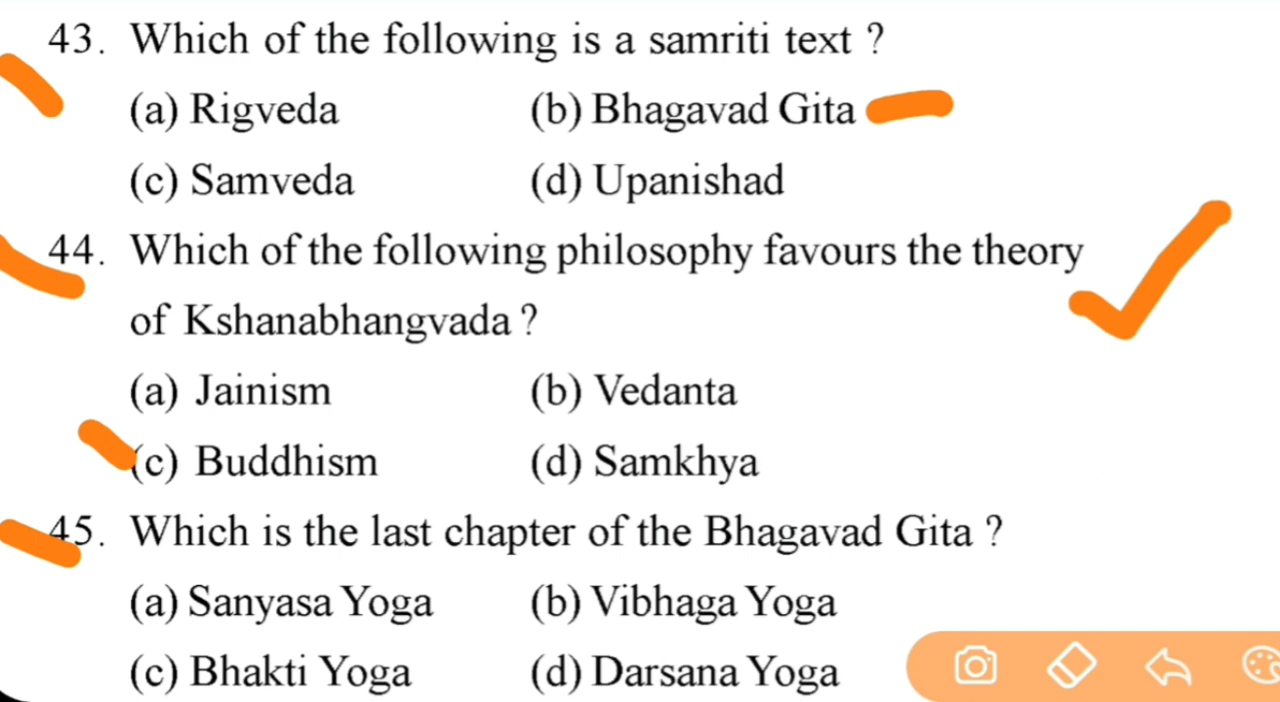 43. Which of the following is a samriti text ?
(a) Rigveda (b) Bhagavad Gita
(c) Samveda (d) Upanishad
44. Which of the following philosophy favours the theory
of Kshanabhangvada ?
(a) Jainism (b) Vedanta
(c) Buddhism (d) Samkhya
45. Which is the last chapter of the Bhagavad Gita ?
(a) Sanyasa Yoga (b) Vibhaga Yoga
(c) Bhakti Yoga (d) Darsana Yoga